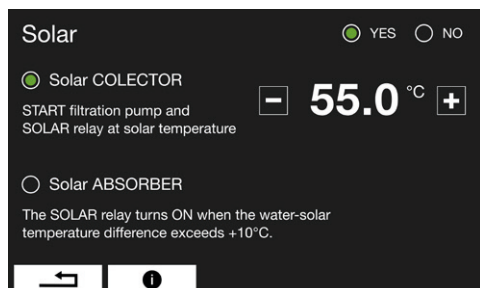 Solar
YES NO
Solar COLECTOR
START filtration pump and
SOLAR relay at solar temperature
- 55.0 °C +
Solar ABSORBER
The SOLAR relay turns ON when the water-solar
temperature difference exceeds +10°C.
i